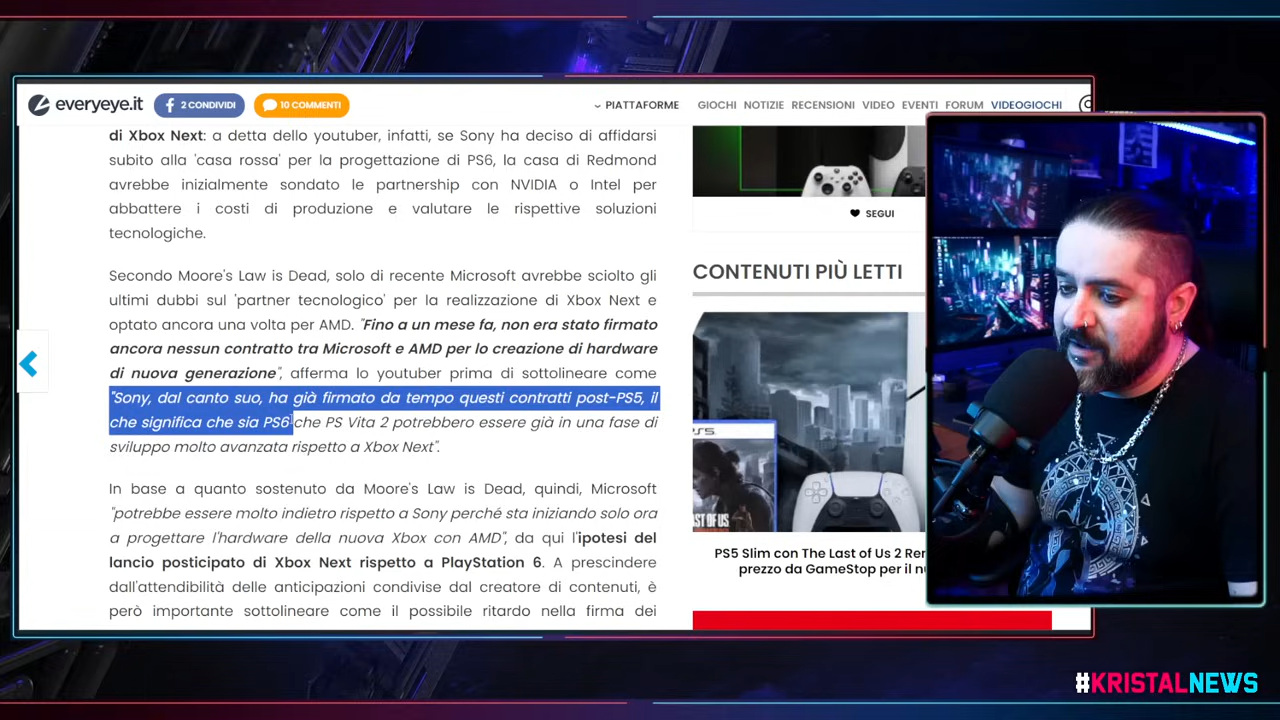 everyeye.it
2 CONDIVIDI
10 COMMENTI
PIATTAFORME
GIOCHI NOTIZIE RECENSIONI VIDEO EVENTI FORUM VIDEOGIOCHI
di Xbox Next: a detta dello youtuber, infatti, se Sony ha deciso di affidarsi
subito alla 'casa rossa' per la progettazione di PS6, la casa di Redmond
avrebbe inizialmente sondato le partnership con NVIDIA o Intel per
abbattere i costi di produzione e valutare le rispettive soluzioni
tecnologiche.
Secondo Moore's Law is Dead, solo di recente Microsoft avrebbe sciolto gli
ultimi dubbi sul 'partner tecnologico' per la realizzazione di Xbox Next e
optato ancora una volta per AMD. "Fino a un mese fa, non era stato firmato
ancora nessun contratto tra Microsoft e AMD per lo creazione di hardware
di nuova generazione", afferma lo youtuber prima di sottolineare come
"Sony, dal canto suo, ha già firmato da tempo questi contratti post-PS5, il
che significa che sia PS6 che PS Vita 2 potrebbero essere già in una fase di
sviluppo molto avanzata rispetto a Xbox Next".
In base a quanto sostenuto da Moore's Law is Dead, quindi, Microsoft
"potrebbe essere molto indietro rispetto a Sony perché sta iniziando solo ora
a progettare l'hardware della nuova Xbox con AMD", da qui l'ipotesi del
lancio posticipato di Xbox Next rispetto a PlayStation 6. A prescindere
dall'attendibilità delle anticipazioni condivise dal creatore di contenuti, è
però importante sottolineare come il possibile ritardo nella firma dei
SEGUI
CONTENUTI PIÙ LETTI
PS5
OF US
PS5 Slim con The Last of Us 2 Rer
prezzo da GameStop per il n
#KRISTALNEWS